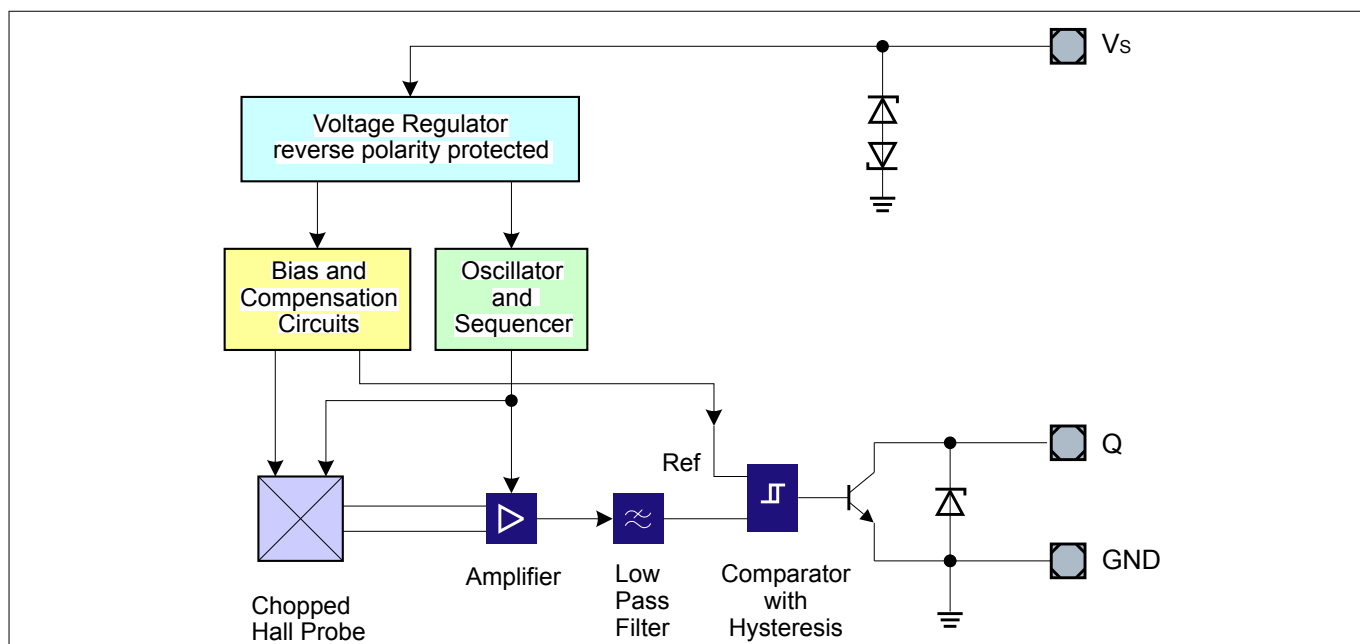 Vs
Voltage Regulator
reverse polarity protected
Bias and
Compensation
Circuits
Oscillator
and
Sequencer
Ref
Q
GND
Amplifier
Low
Pass
Filter
Comparator
with
Hysteresis
Chopped
Hall Probe